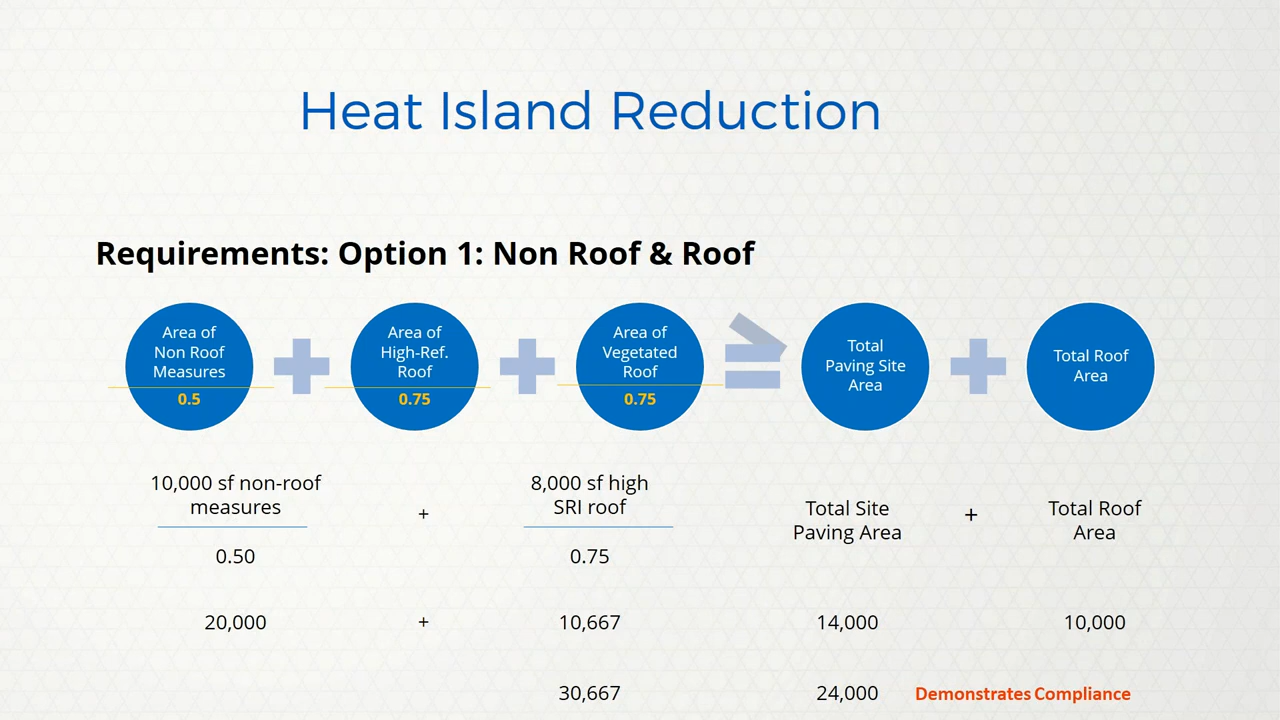 Heat Island Reduction
Requirements: Option 1: Non Roof & Roof
Area of
Non Roof
Measures
0.5
+
Area of
High-Ref.
Roof
0.75
+
Area of
Vegetated
Roof
0.75
≥
Total
Paving Site
Area
+
Total Roof
Area
10,000 sf non-roof
measures
0.50
+
8,000 sf high
SRI roof
0.75
Total Site
Paving Area
+
Total Roof
Area
20,000 + 10,667 14,000 10,000
30,667 24,000 Demonstrates Compliance